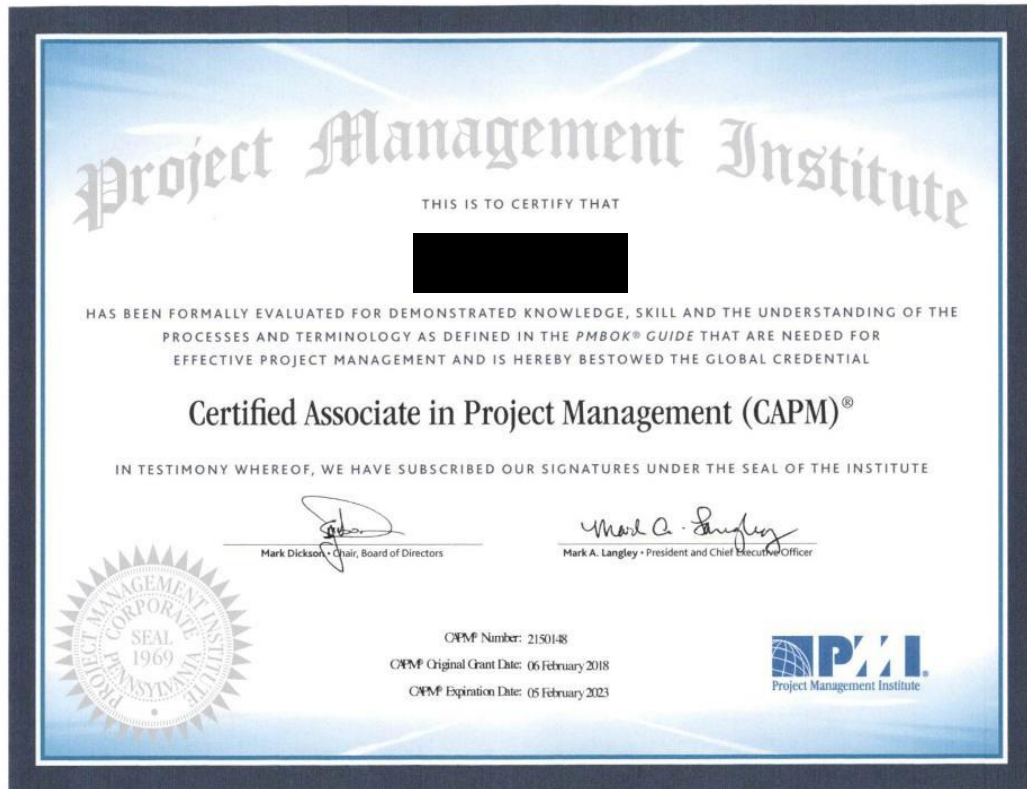 Project Management Institute
THIS IS TO CERTIFY THAT
HAS BEEN FORMALLY EVALUATED FOR DEMONSTRATED KNOWLEDGE, SKILL AND THE UNDERSTANDING OF THE
PROCESSES AND TERMINOLOGY AS DEFINED IN THE PMBOK® GUIDE THAT ARE NEEDED FOR
EFFECTIVE PROJECT MANAGEMENT AND IS HEREBY BESTOWED THE GLOBAL CREDENTIAL
Certified Associate in Project Management (CAPM)®
IN TESTIMONY WHEREOF, WE HAVE SUBSCRIBED OUR SIGNATURES UNDER THE SEAL OF THE INSTITUTE
Mark A. Langley
Mark Dickson • Chair, Board of Directors
Mark A. Langley • President and Chief Executive Officer
PROJECT MANAGEMENT INSTITUTE
CORPORATE
SEAL
1969
PENNSYLVANIA
CAPM® Number: 2150148
CAPM® Original Grant Date: 06 February 2018
CAPM® Expiration Date: 05 February 2023
PMI®
Project Management Institute